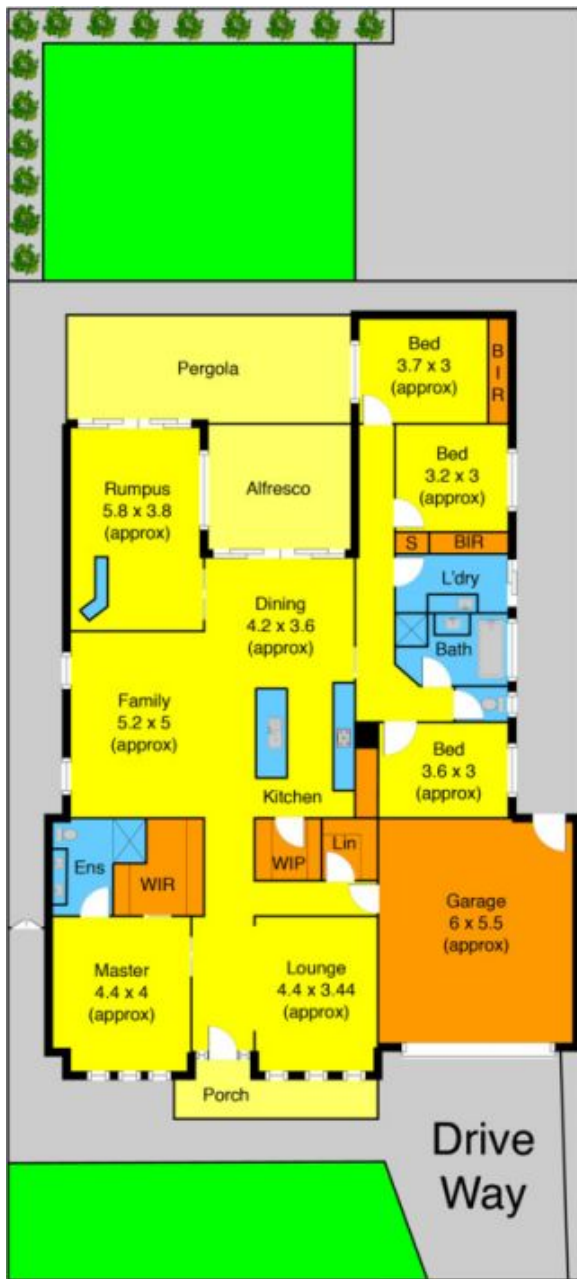 Pergola
Bed
3.7 x 3
(approx)
B
I
R
Rumpus
5.8 x 3.8
(approx)
Alfresco
Bed
3.2 x 3
(approx)
S
BIR
L'dry
Dining
4.2 x 3.6
(approx)
Bath
Family
5.2 x 5
(approx)
Bed
3.6 x 3
(approx)
Kitchen
Ens
WIR
WIP
Lin
Garage
6 x 5.5
(approx)
Master
4.4 x 4
(approx)
Lounge
4.4 x 3.44
(approx)
Porch
Drive
Way